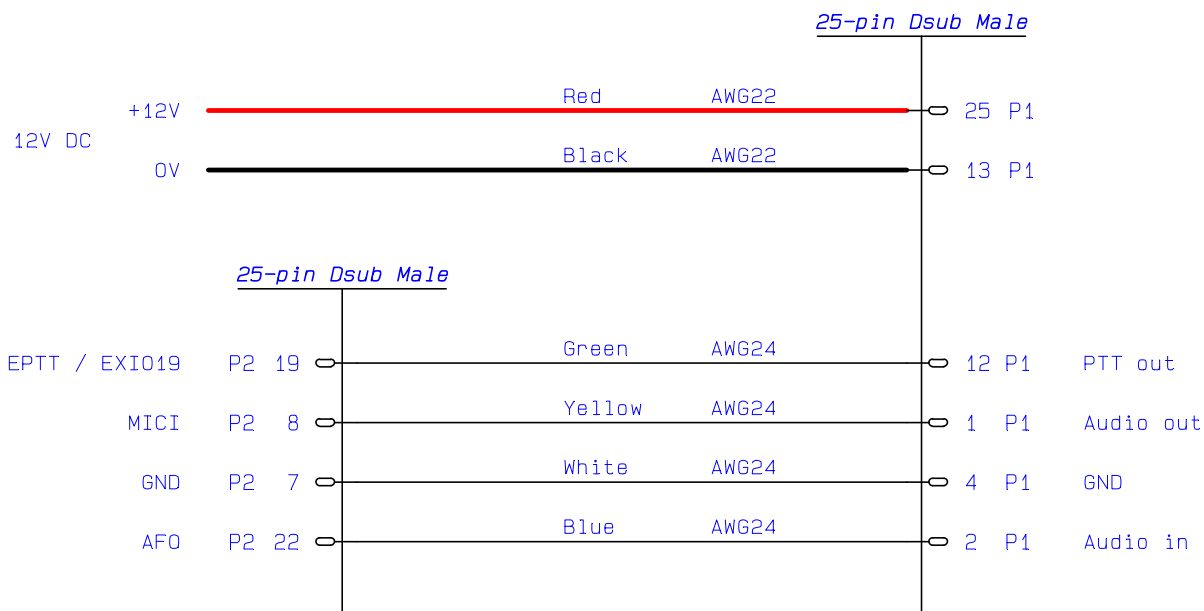 25-pin Dsub Male
Red AWG22
+12V 25 P1
12V DC
Black AWG22
0V 13 P1
25-pin Dsub Male
Green AWG24
EPTT / EXIO19 P2 19 12 P1 PTT out
Yellow AWG24
MICI P2 8 1 P1 Audio out
White AWG24
GND P2 7 4 P1 GND
Blue AWG24
AFO P2 22 2 P1 Audio in